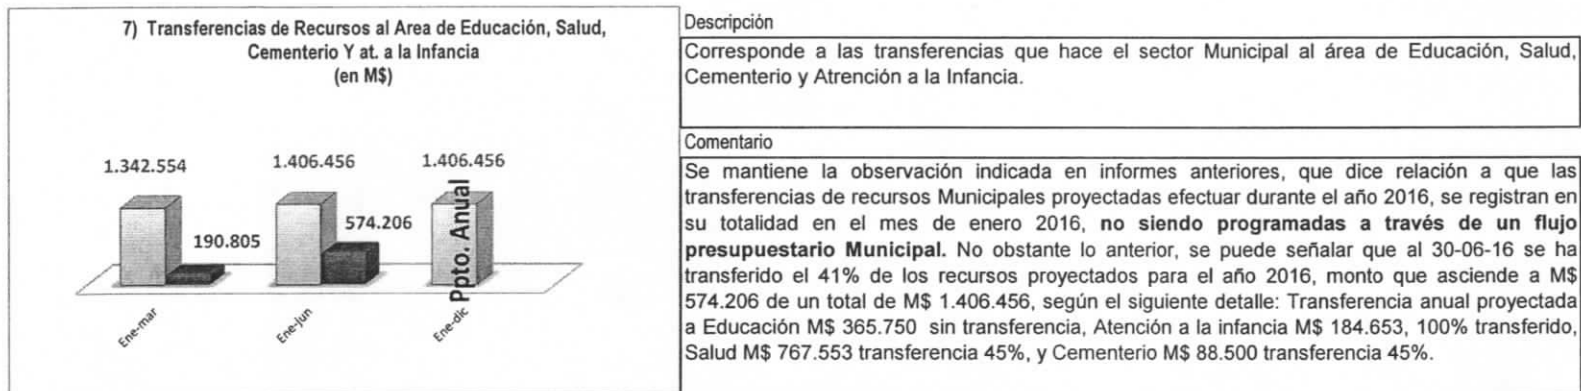 7) Transferencias de Recursos al Area de Educación, Salud,
Cementerio Y at. a la Infancia
(en M$)
1.342.554
190.805
1.406.456
574.206
1.406.456
Ppto. Anual
Ene-mar
Ene-jun
Ene-dic
Descripción
Corresponde a las transferencias que hace el sector Municipal al área de Educación, Salud,
Cementerio y Atrención a la Infancia.
Comentario
Se mantiene la observación indicada en informes anteriores, que dice relación a que las
transferencias de recursos Municipales proyectadas efectuar durante el año 2016, se registran en
su totalidad en el mes de enero 2016, no siendo programadas a través de un flujo
presupuestario Municipal. No obstante lo anterior, se puede señalar que al 30-06-16 se ha
transferido el 41% de los recursos proyectados para el año 2016, monto que asciende a M$
574.206 de un total de M$ 1.406.456, según el siguiente detalle: Transferencia anual proyectada
a Educación M$ 365.750 sin transferencia, Atención a la infancia M$ 184.653, 100% transferido,
Salud M$ 767.553 transferencia 45%, y Cementerio M$ 88.500 transferencia 45%.